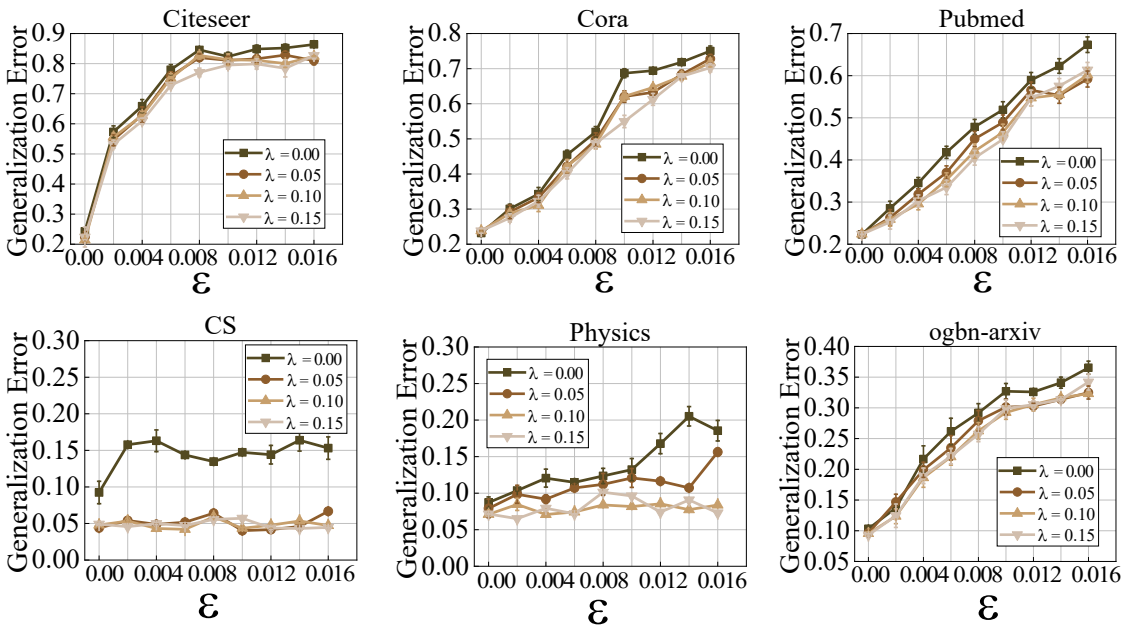 Citeseer
Generalization Error
0.9
0.8
0.7
0.6
0.5
0.4
0.3
0.2
λ = 0.00
λ = 0.05
λ = 0.10
λ = 0.15
0.00 0.004 0.008 0.012 0.016
ε
Cora
Generalization Error
0.8
0.7
0.6
0.5
0.4
0.3
0.2
λ = 0.00
λ = 0.05
λ = 0.10
λ = 0.15
0.00 0.004 0.008 0.012 0.016
ε
Pubmed
Generalization Error
0.7
0.6
0.5
0.4
0.3
0.2
λ = 0.00
λ = 0.05
λ = 0.10
λ = 0.15
0.00 0.004 0.008 0.012 0.016
ε
CS
Generalization Error
0.30
0.25
0.20
0.15
0.10
0.05
0.00
λ = 0.00
λ = 0.05
λ = 0.10
λ = 0.15
0.00 0.004 0.008 0.012 0.016
ε
Physics
Generalization Error
0.30
0.25
0.20
0.15
0.10
0.05
0.00
λ = 0.00
λ = 0.05
λ = 0.10
λ = 0.15
0.00 0.004 0.008 0.012 0.016
ε
ogbn-arxiv
Generalization Error
0.40
0.35
0.30
0.25
0.20
0.15
0.10
0.05
λ = 0.00
λ = 0.05
λ = 0.10
λ = 0.15
0.00 0.004 0.008 0.012 0.016
ε